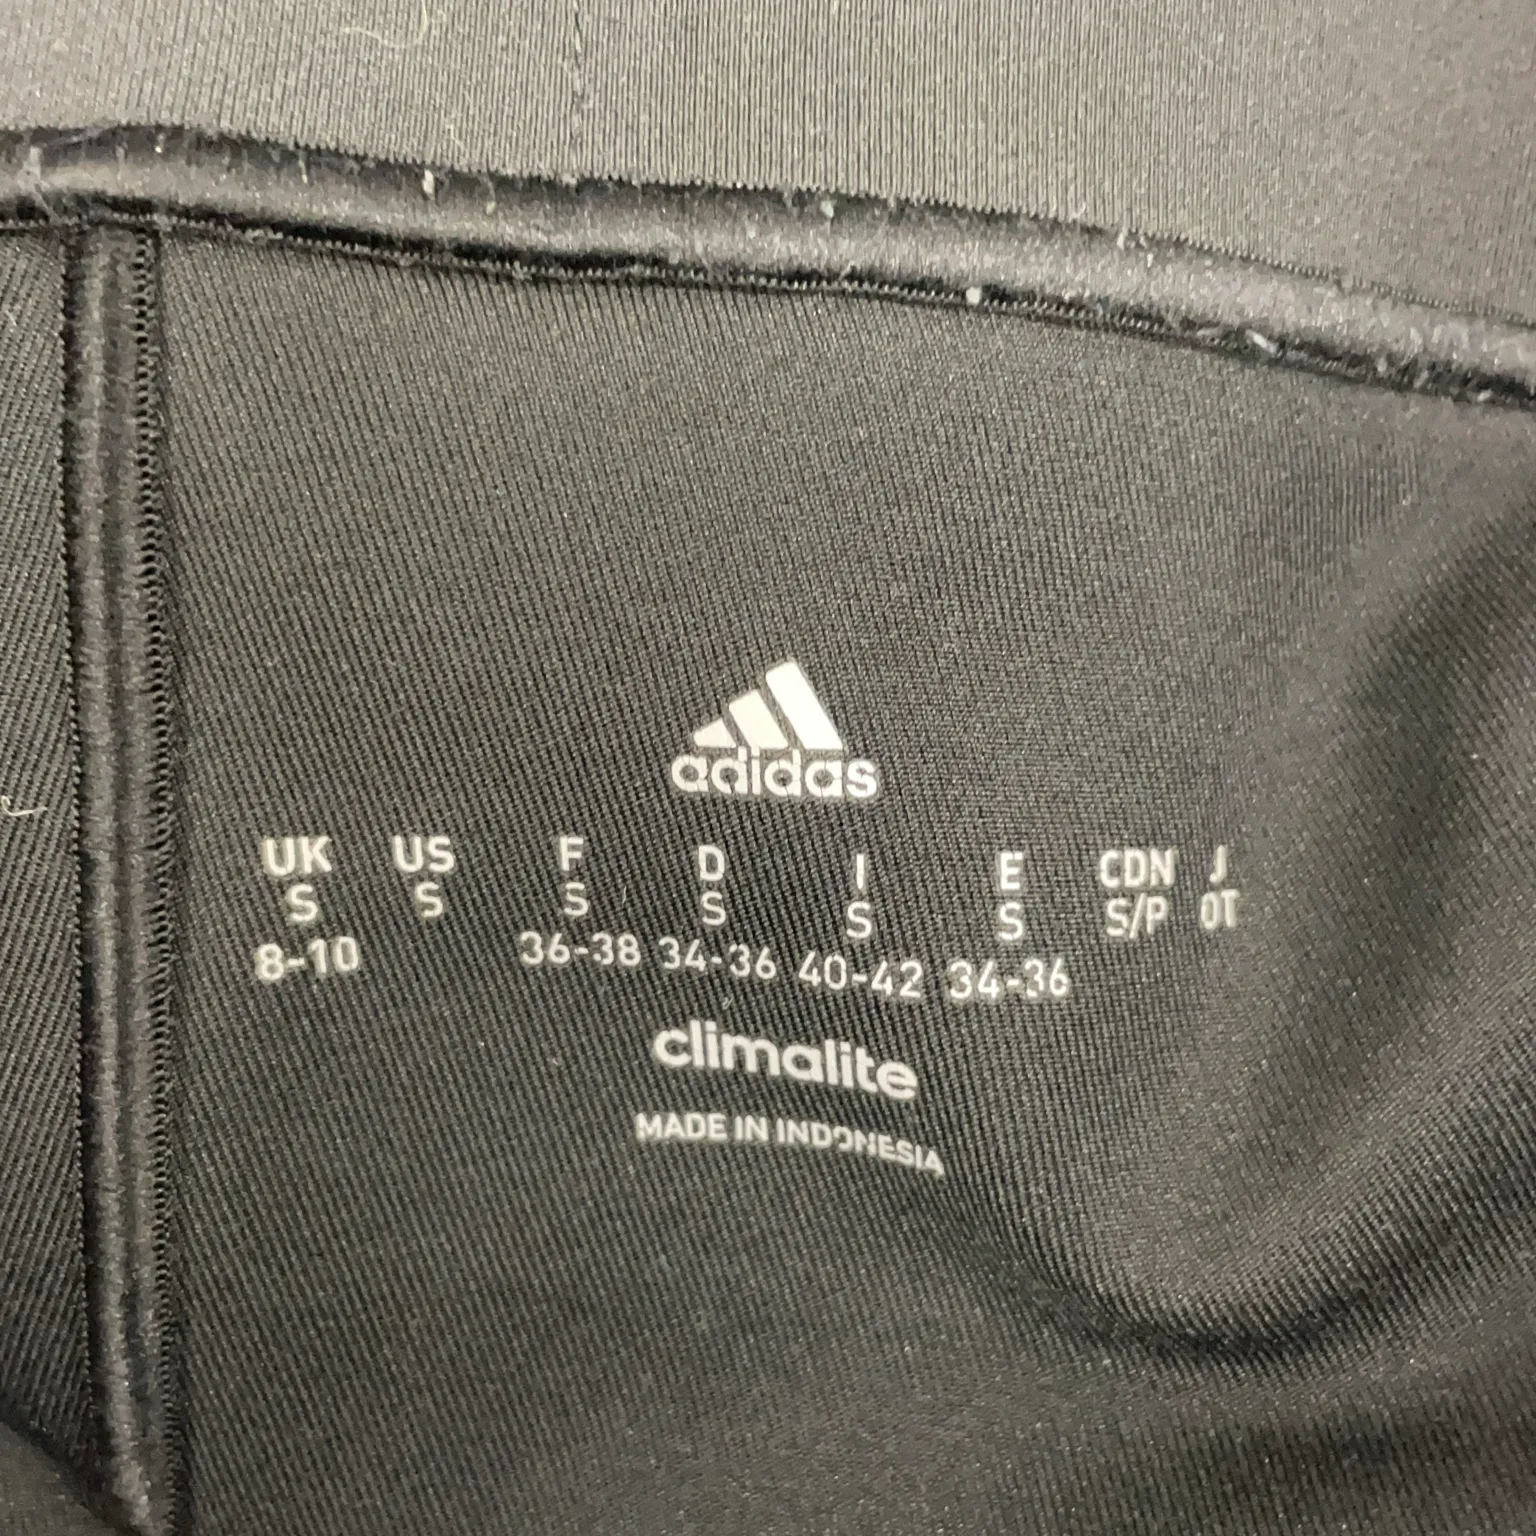 adidas
UK US F D I E CDN J
S S S S S S S/P OT
8-10 36-38 34-36 40-42 34-36
climalite
MADE IN INDONESIA